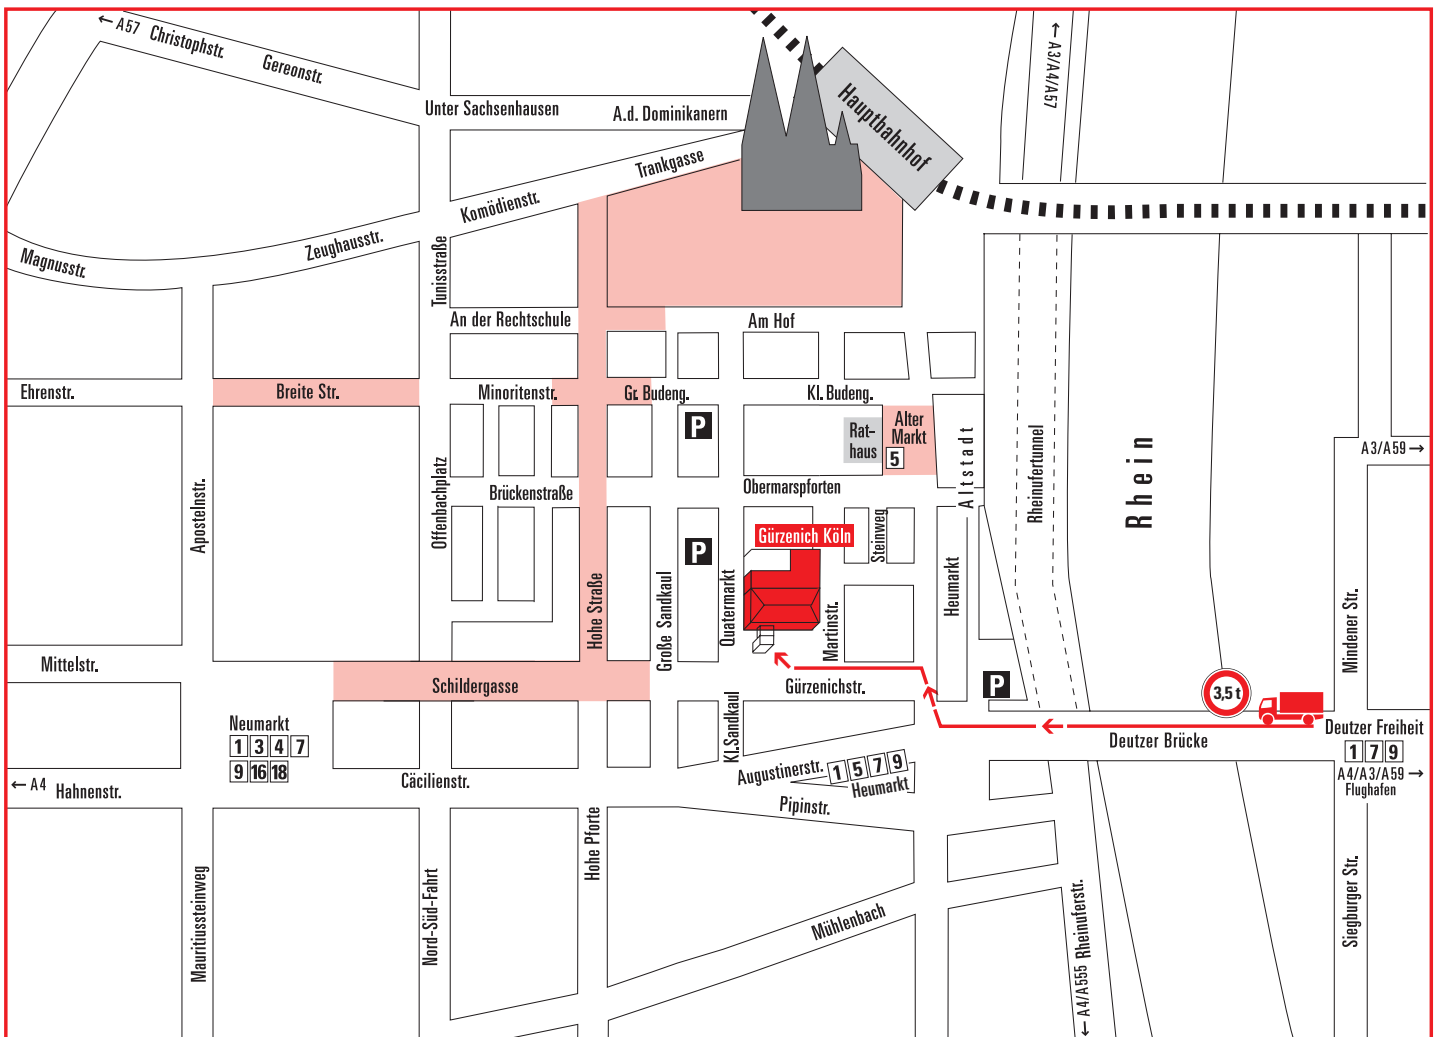 ← A57
Christophstr.
Gereonstr.
Unter Sachsenhausen
A.d. Dominikanern
Hauptbahnhof
← A3/A4/A57
Trankgasse
Komödienstr.
Zeughausstr.
Magnusstr.
Tunisstraße
An der Rechtschule
Am Hof
Ehrenstr.
Breite Str.
Minoritenstr.
Gr. Budeng.
Kl. Budeng.
P
Rat-
haus
Alter
Markt
5
Altstadt
Rheinufertunnel
Rhein
A3/A59 →
Apostelnstr.
Offenbachplatz
Brückenstraße
Obermarspforten
P
Gürzenich Köln
Steinweg
Hohe Straße
Große Sandkaul
Quatermarkt
Martinstr.
Heumarkt
Mindener Str.
Mittelstr.
Schildergasse
Gürzenichstr.
P
3,5 t
Neumarkt
1 3 4 7
9 16 18
Kl.Sandkaul
Deutzer Brücke
Deutzer Freiheit
1 7 9
A4/A3/A59 →
Flughafen
← A4
Hahnenstr.
Cäcilienstr.
Augustinerstr.
1 5 7 9
Heumarkt
Pipinstr.
Hohe Pforte
Mauritiussteinweg
Nord-Süd-Fahrt
Mühlenbach
Rheinuferstr.
← A4/A555
Siegburger Str.